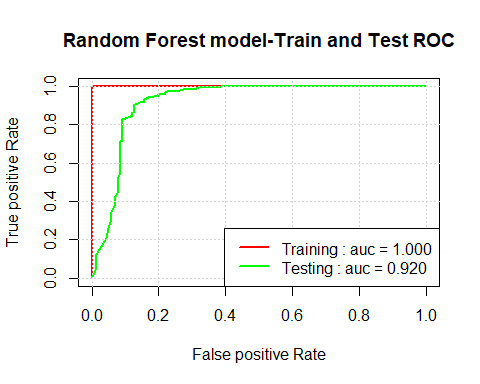 Random Forest model-Train and Test ROC
True positive Rate
1.0
0.8
0.6
0.4
0.2
0.0
Training : auc = 1.000
Testing : auc = 0.920
0.0 0.2 0.4 0.6 0.8 1.0
False positive Rate